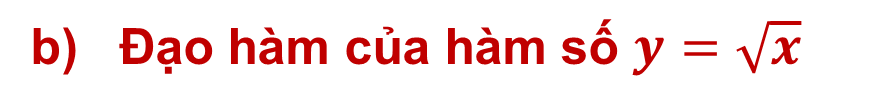 b) Đạo hàm của hàm số y = √x